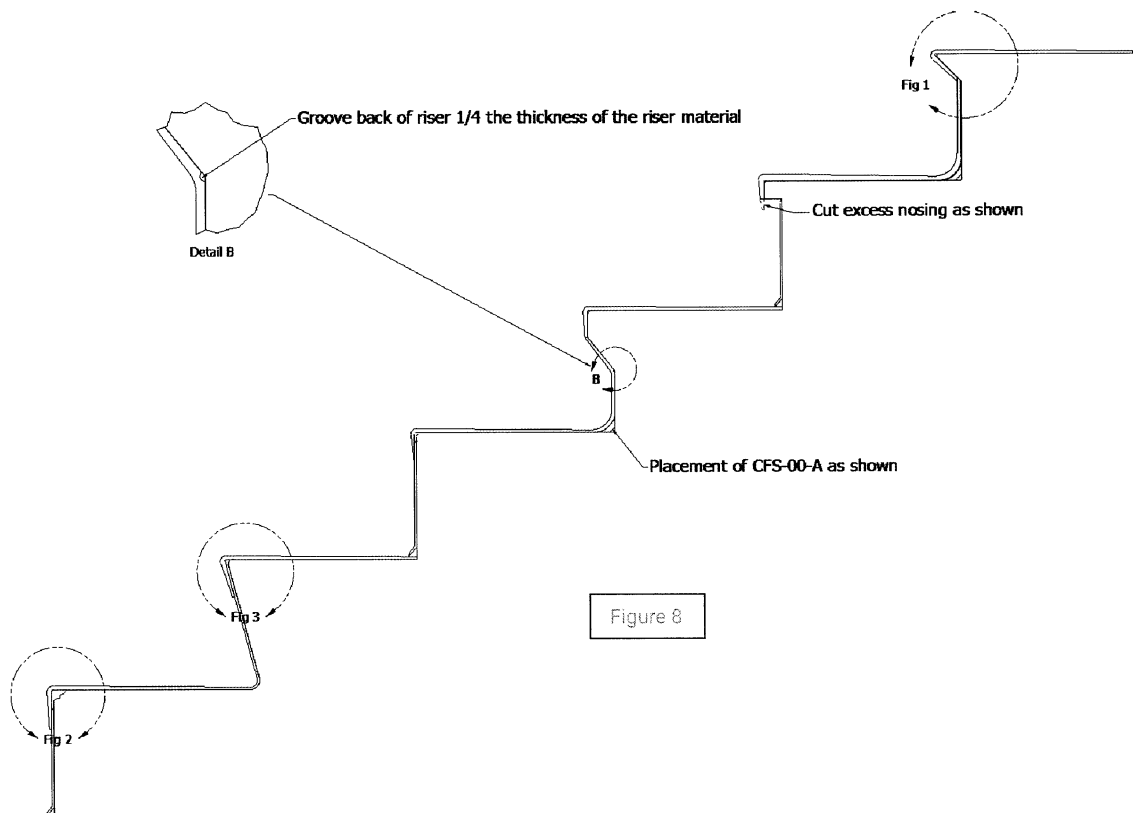 Fig 1
Groove back of riser 1/4 the thickness of the riser material
Cut excess nosing as shown
Detail B
B
Placement of CFS-00-A as shown
Fig 3
Figure 8
Fig 2